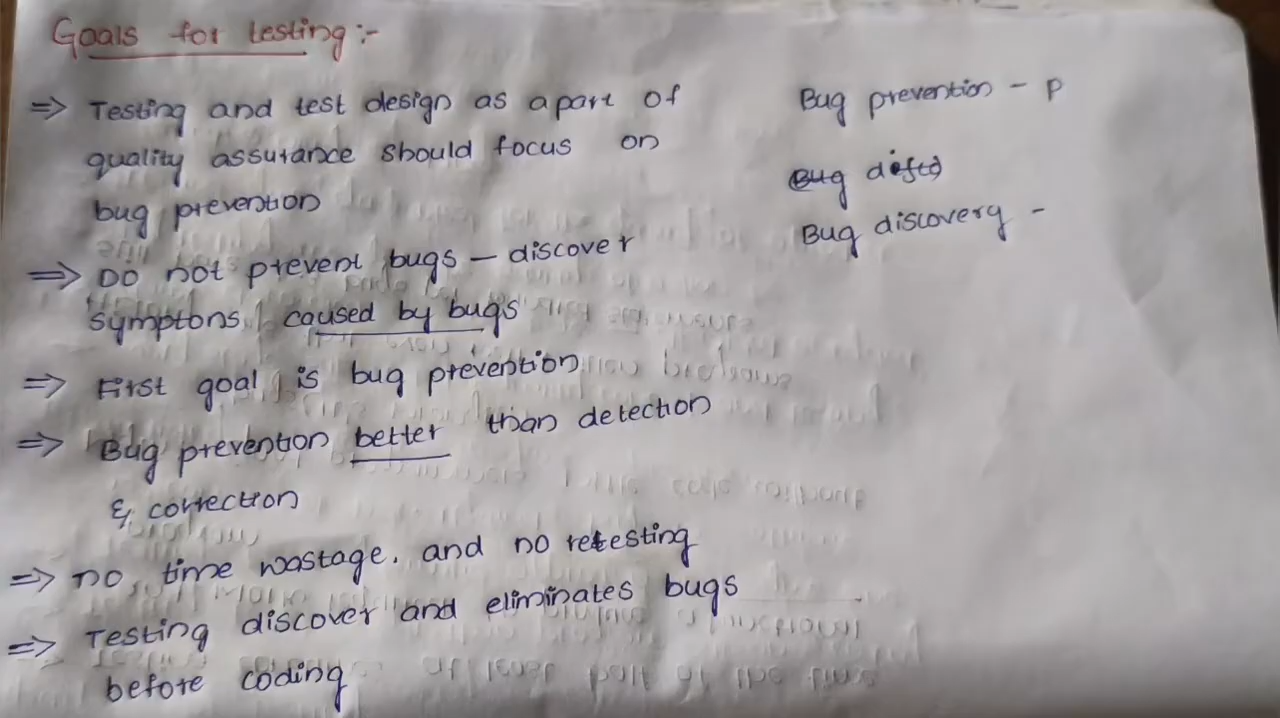 Goals for testing :-
⇒ Testing and test design as a part of
quality assurance should focus on
bug prevention
⇒ Do not prevent bugs – discover
symptons caused by bugs
⇒ First goal is bug prevention
⇒ Bug prevention better than detection
& correction
⇒ no time wastage. and no retesting
⇒ Testing discover and eliminates bugs
before coding
Bug prevention - P
Bug
Bug discovery -